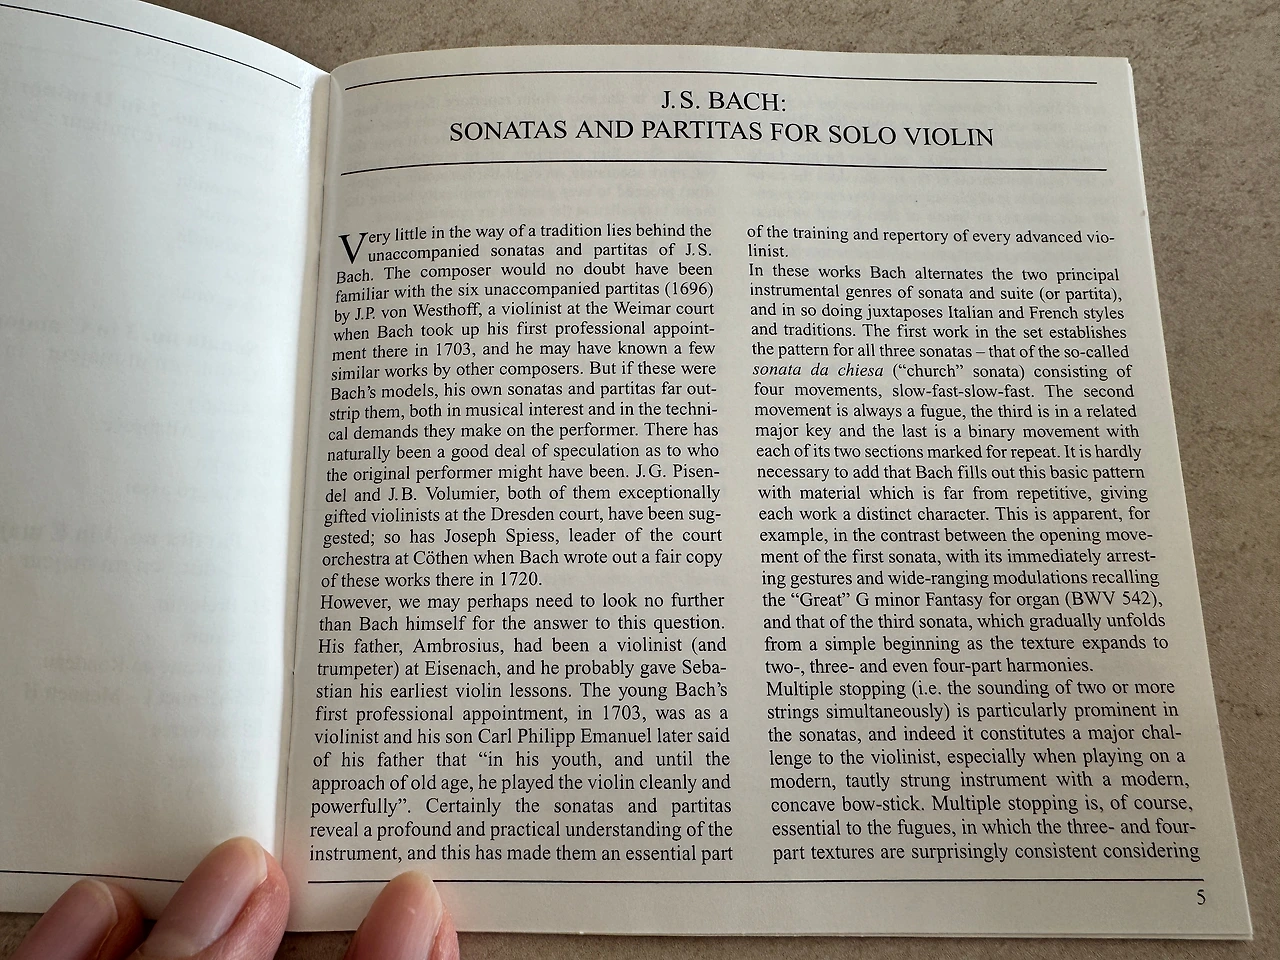 J. S. BACH:
SONATAS AND PARTITAS FOR SOLO VIOLIN
Very little in the way of a tradition lies behind the
unaccompanied sonatas and partitas of J. S.
Bach. The composer would no doubt have been
familiar with the six unaccompanied partitas (1696)
by J.P. von Westhoff, a violinist at the Weimar court
when Bach took up his first professional appoint-
ment there in 1703, and he may have known a few
similar works by other composers. But if these were
Bach's models, his own sonatas and partitas far out-
strip them, both in musical interest and in the techni-
cal demands they make on the performer. There has
naturally been a good deal of speculation as to who
the original performer might have been. J. G. Pisen-
del and J. B. Volumier, both of them exceptionally
gifted violinists at the Dresden court, have been sug-
gested; so has Joseph Spiess, leader of the court
orchestra at Cöthen when Bach wrote out a fair copy
of these works there in 1720.
However, we may perhaps need to look no further
than Bach himself for the answer to this question.
His father, Ambrosius, had been a violinist (and
trumpeter) at Eisenach, and he probably gave Seba-
stian his earliest violin lessons. The young Bach's
first professional appointment, in 1703, was as a
violinist and his son Carl Philipp Emanuel later said
of his father that “in his youth, and until the
approach of old age, he played the violin cleanly and
powerfully”. Certainly the sonatas and partitas
reveal a profound and practical understanding of the
instrument, and this has made them an essential part
of the training and repertory of every advanced vio-
linist.
In these works Bach alternates the two principal
instrumental genres of sonata and suite (or partita),
and in so doing juxtaposes Italian and French styles
and traditions. The first work in the set establishes
the pattern for all three sonatas – that of the so-called
sonata da chiesa (“church” sonata) consisting of
four movements, slow-fast-slow-fast. The second
movement is always a fugue, the third is in a related
major key and the last is a binary movement with
each of its two sections marked for repeat. It is hardly
necessary to add that Bach fills out this basic pattern
with material which is far from repetitive, giving
each work a distinct character. This is apparent, for
example, in the contrast between the opening move-
ment of the first sonata, with its immediately arrest-
ing gestures and wide-ranging modulations recalling
the “Great” G minor Fantasy for organ (BWV 542),
and that of the third sonata, which gradually unfolds
from a simple beginning as the texture expands to
two-, three- and even four-part harmonies.
Multiple stopping (i.e. the sounding of two or more
strings simultaneously) is particularly prominent in
the sonatas, and indeed it constitutes a major chal-
lenge to the violinist, especially when playing on a
modern, tautly strung instrument with a modern,
concave bow-stick. Multiple stopping is, of course,
essential to the fugues, in which the three- and four-
part textures are surprisingly consistent considering
5